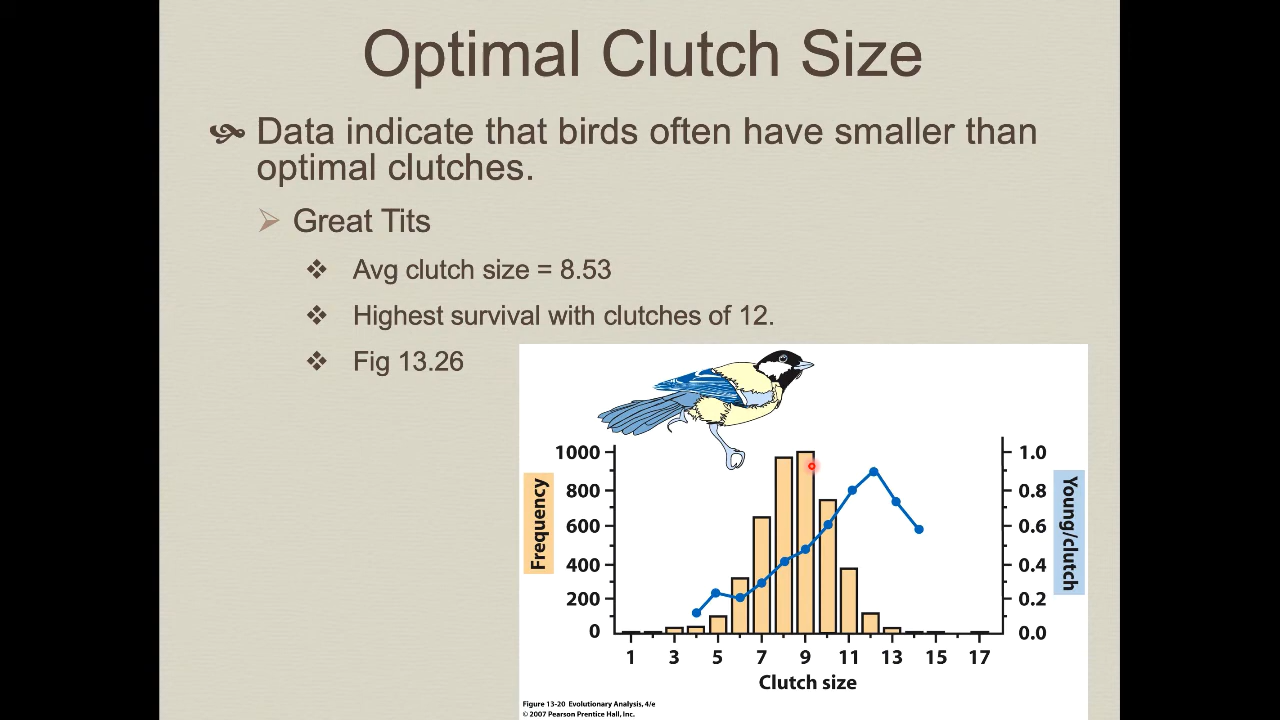 Optimal Clutch Size
Data indicate that birds often have smaller than
optimal clutches.
Great Tits
Avg clutch size = 8.53
Highest survival with clutches of 12.
Fig 13.26
1000
800
600
400
200
0
Frequency
1.0
0.8
0.6
0.4
0.2
0.0
Young/clutch
1 3 5 7 9 11 13 15 17
Clutch size
Figure 13-20 Evolutionary Analysis, 4/e
© 2007 Pearson Prentice Hall, Inc.